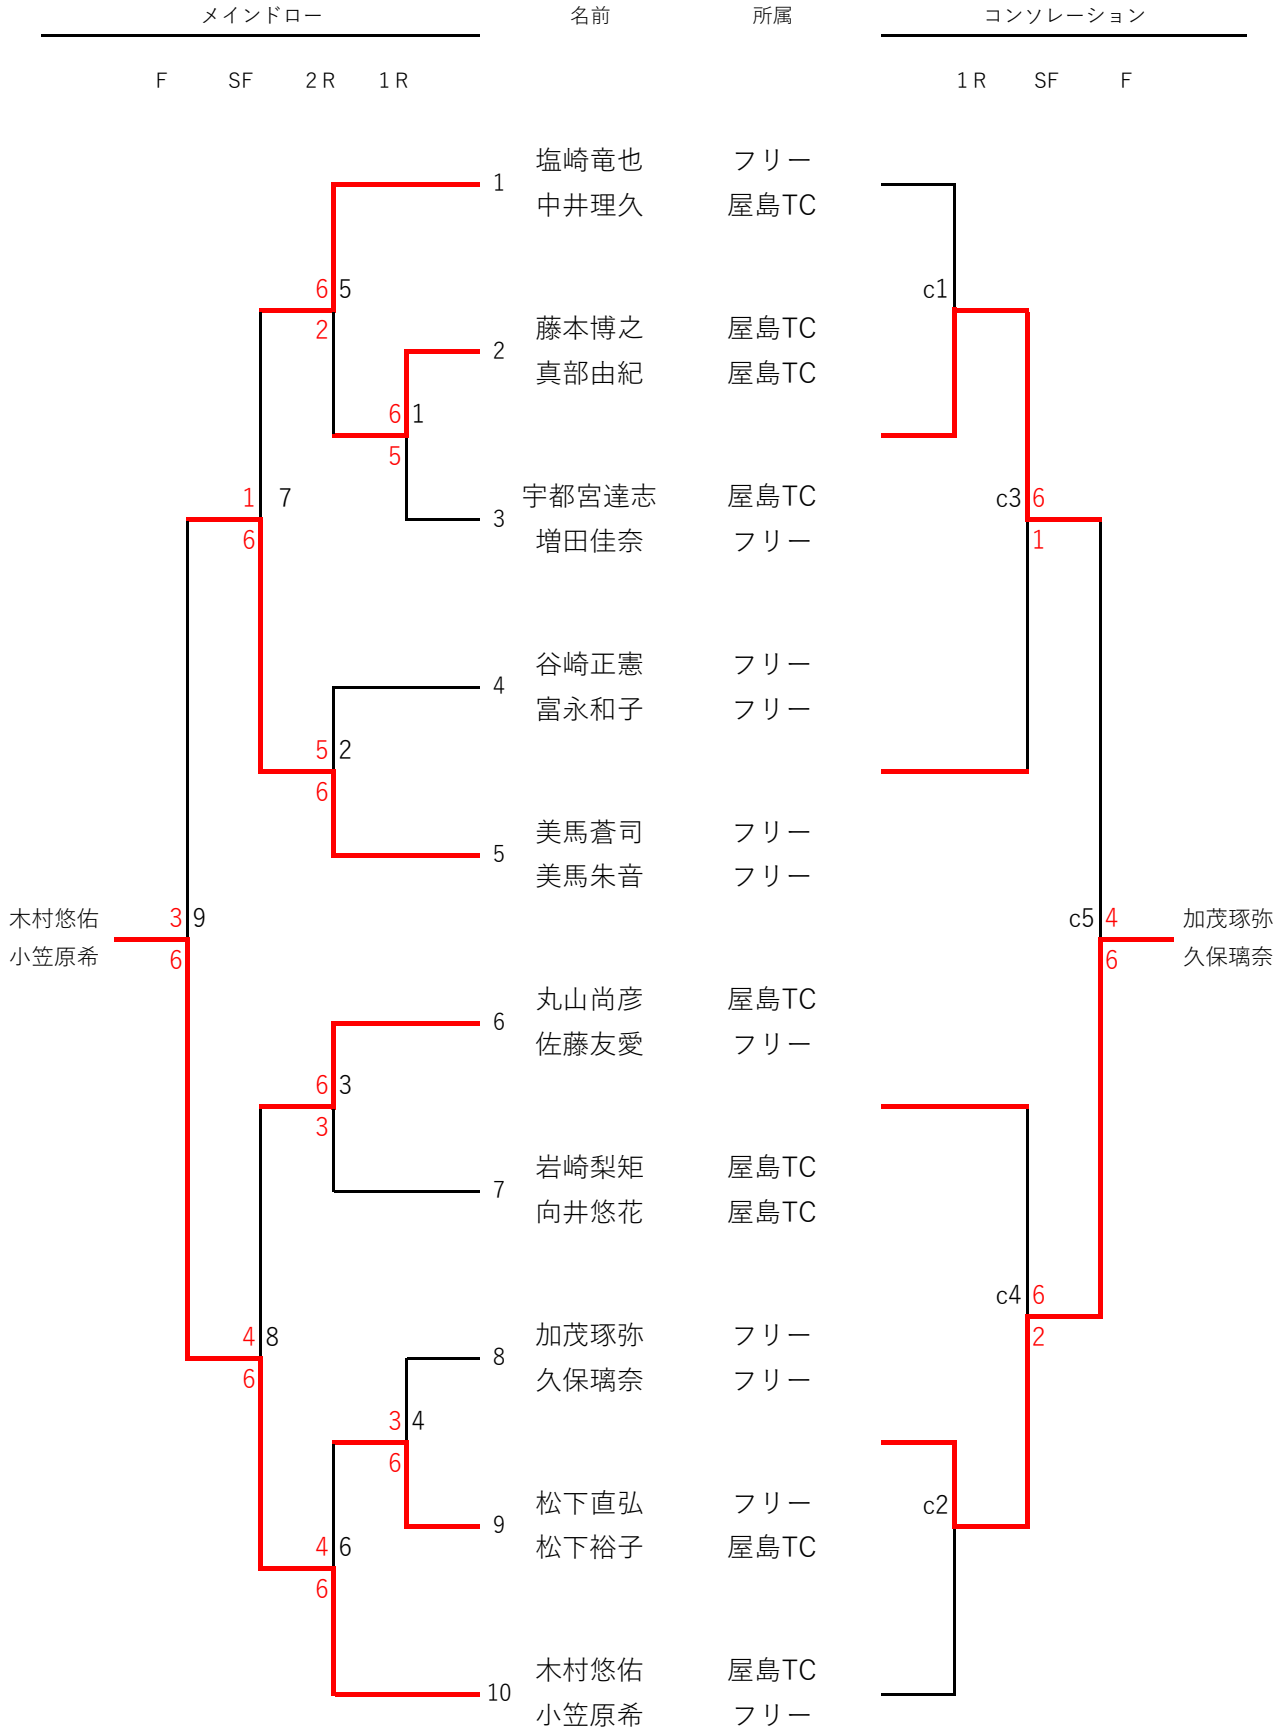 メインドロー 名前 所属 コンソレーション
F SF 2R 1R 1R SF F
塩崎竜也 フリー
1
中井理久 屋島TC
6 5 c1
2
藤本博之 屋島TC
2
真部由紀 屋島TC
6 1
5
宇都宮達志 屋島TC
1 7 c3 6
3
増田佳奈 フリー
6 1
谷崎正憲 フリー
4
富永和子 フリー
5 2
6
美馬蒼司 フリー
5
美馬朱音 フリー
木村悠佑 3 9 c5 4 加茂琢弥
小笠原希 6 6 久保璃奈
丸山尚彦 屋島TC
6
佐藤友愛 フリー
6 3
3
岩崎梨矩 屋島TC
7
向井悠花 屋島TC
c4 6
加茂琢弥 フリー
4 8 2
8
久保璃奈 フリー
6
3 4
6
松下直弘 フリー
c2
9
松下裕子 屋島TC
4 6
6
木村悠佑 屋島TC
10
小笠原希 フリー